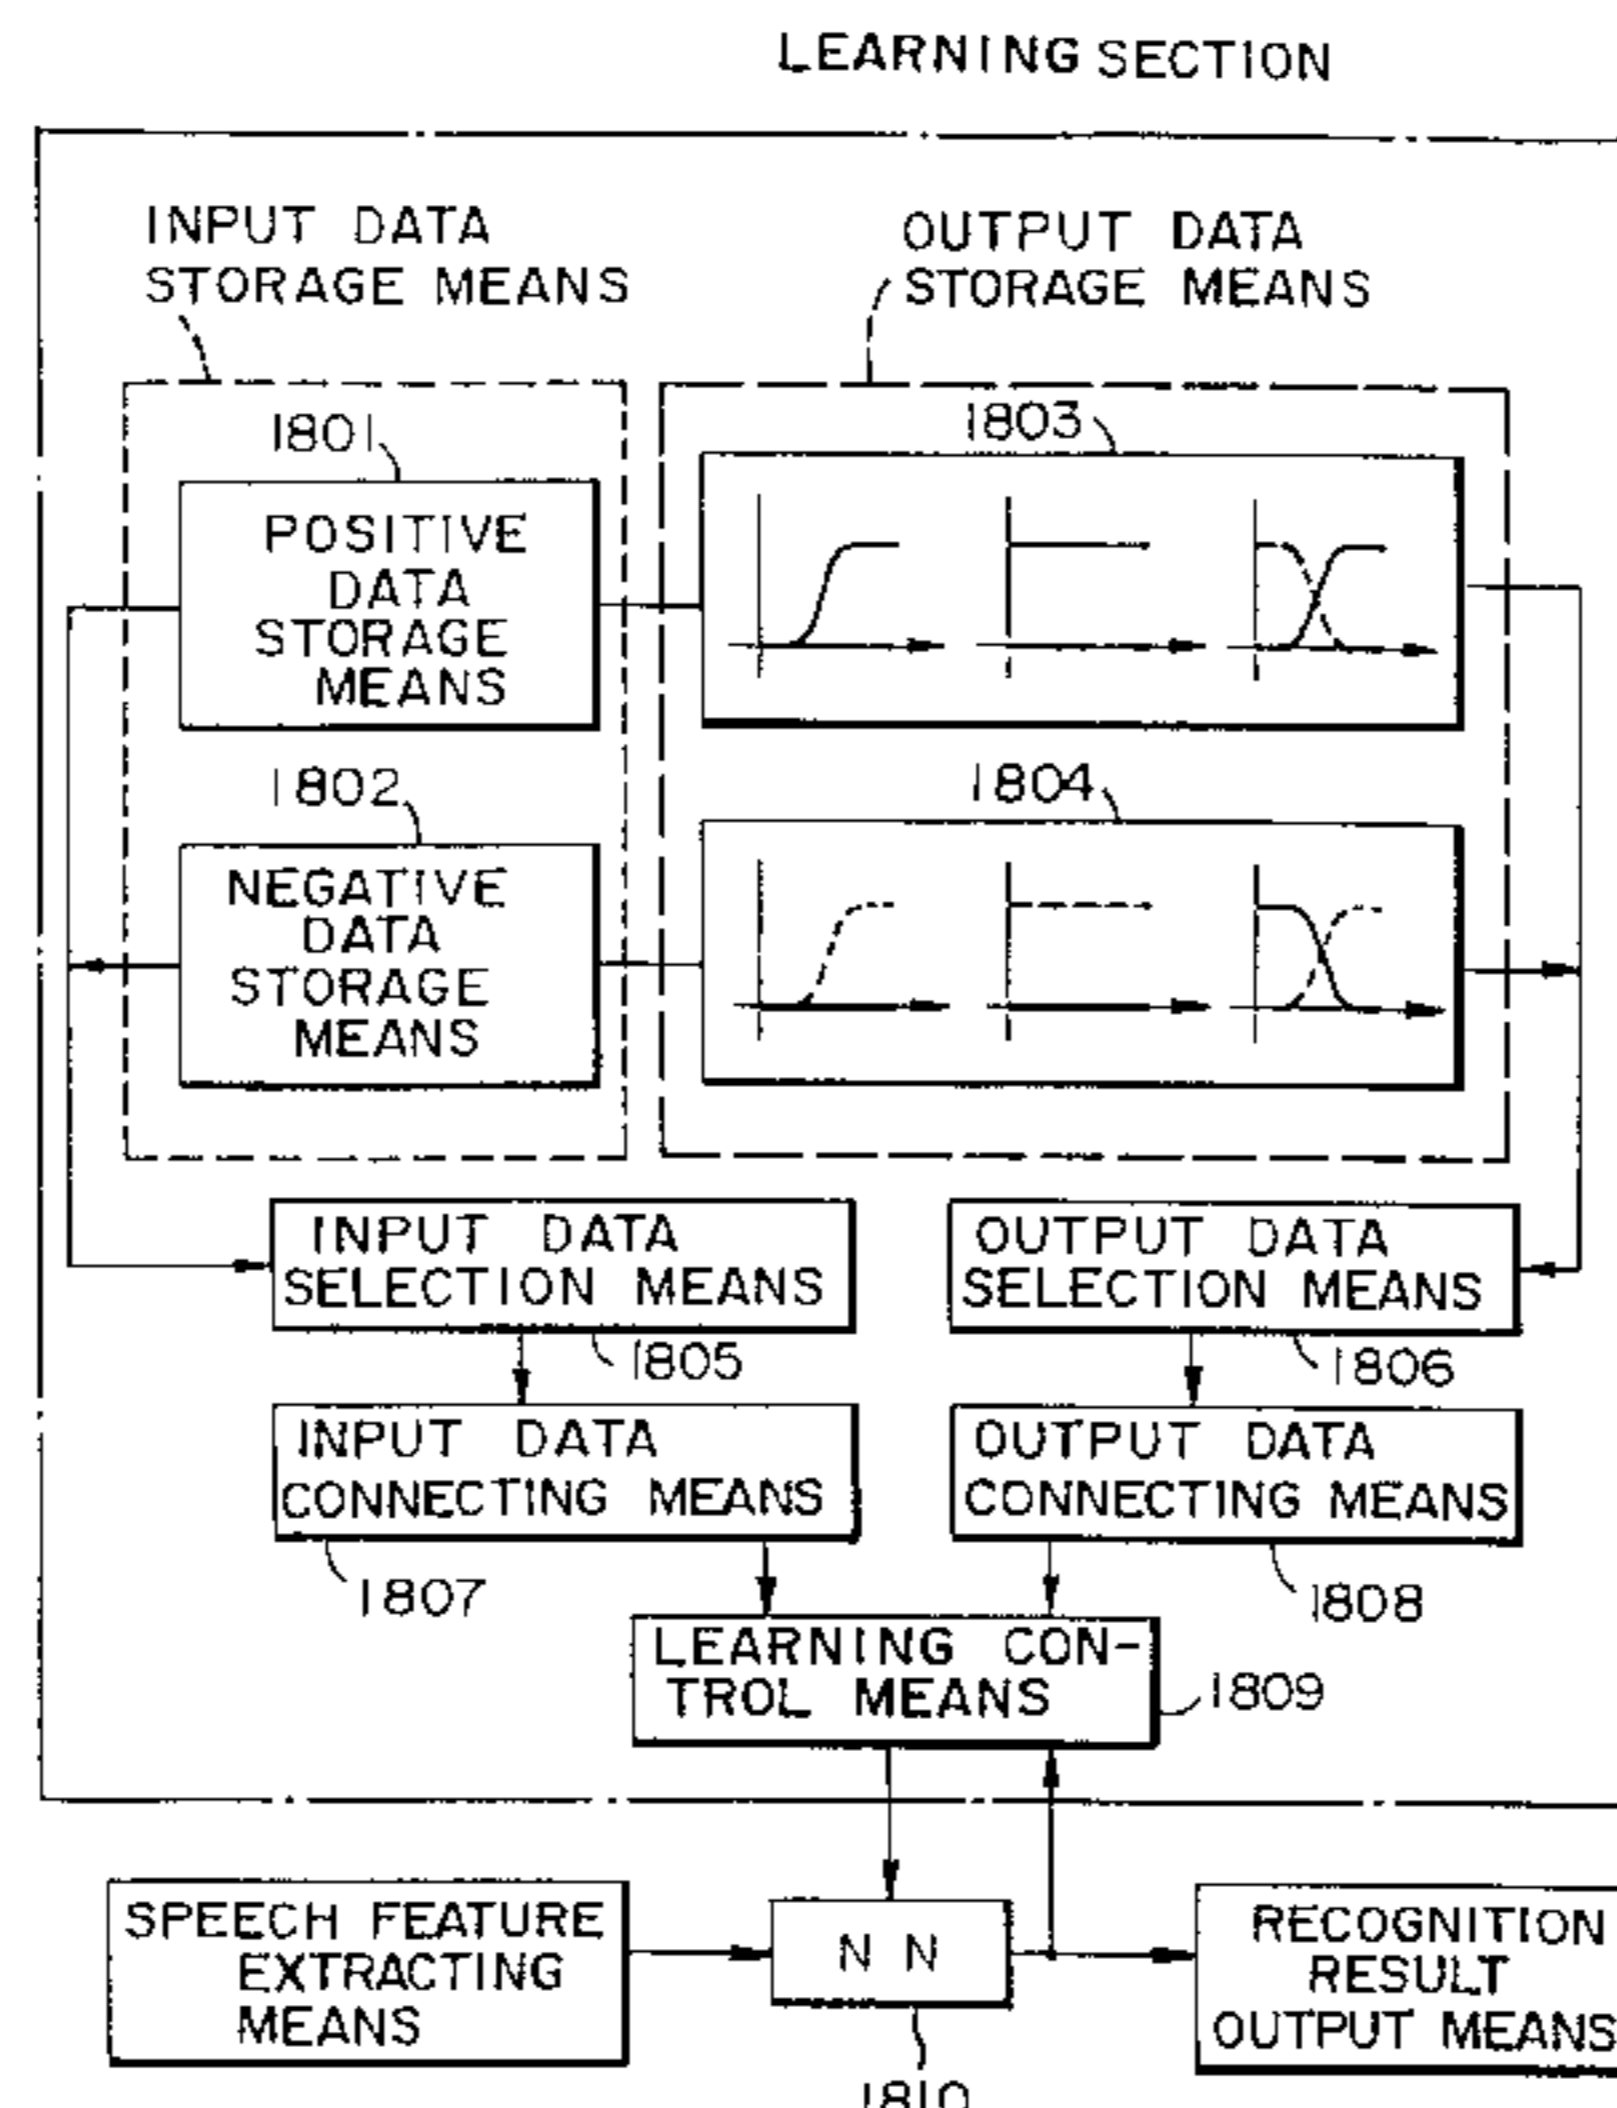 LEARNING SECTION
INPUT DATA
STORAGE MEANS
OUTPUT DATA
STORAGE MEANS
1801
1803
POSITIVE
DATA
STORAGE
MEANS
1802
1804
NEGATIVE
DATA
STORAGE
MEANS
INPUT DATA
SELECTION MEANS
OUTPUT DATA
SELECTION MEANS
1805
1806
INPUT DATA
CONNECTING MEANS
OUTPUT DATA
CONNECTING MEANS
1807
1808
LEARNING CON-
TROL MEANS
1809
SPEECH FEATURE
EXTRACTING
MEANS
N N
RECOGNITION
RESULT
OUTPUT MEANS
1810